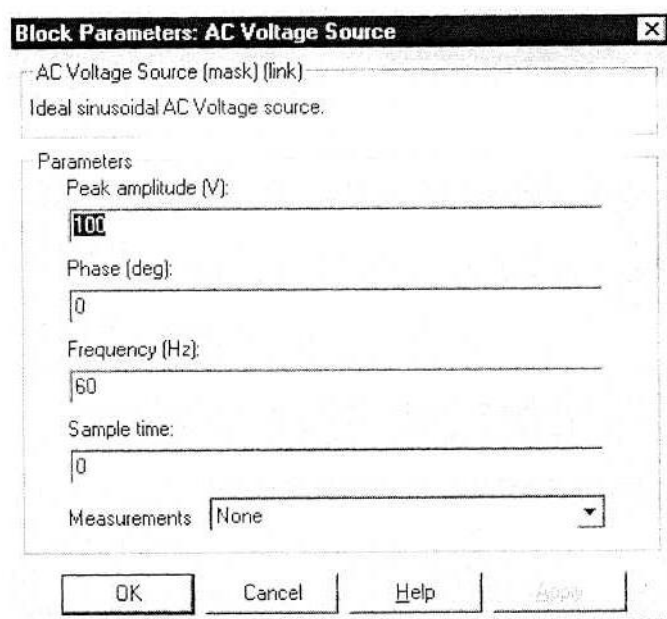 Block Parameters: AC Voltage Source
AC Voltage Source (mask) (link)
Ideal sinusoidal AC Voltage source.
Parameters
Peak amplitude (V):
100
Phase (deg):
0
Frequency (Hz):
60
Sample time:
0
Measurements None
OK Cancel Help Apply